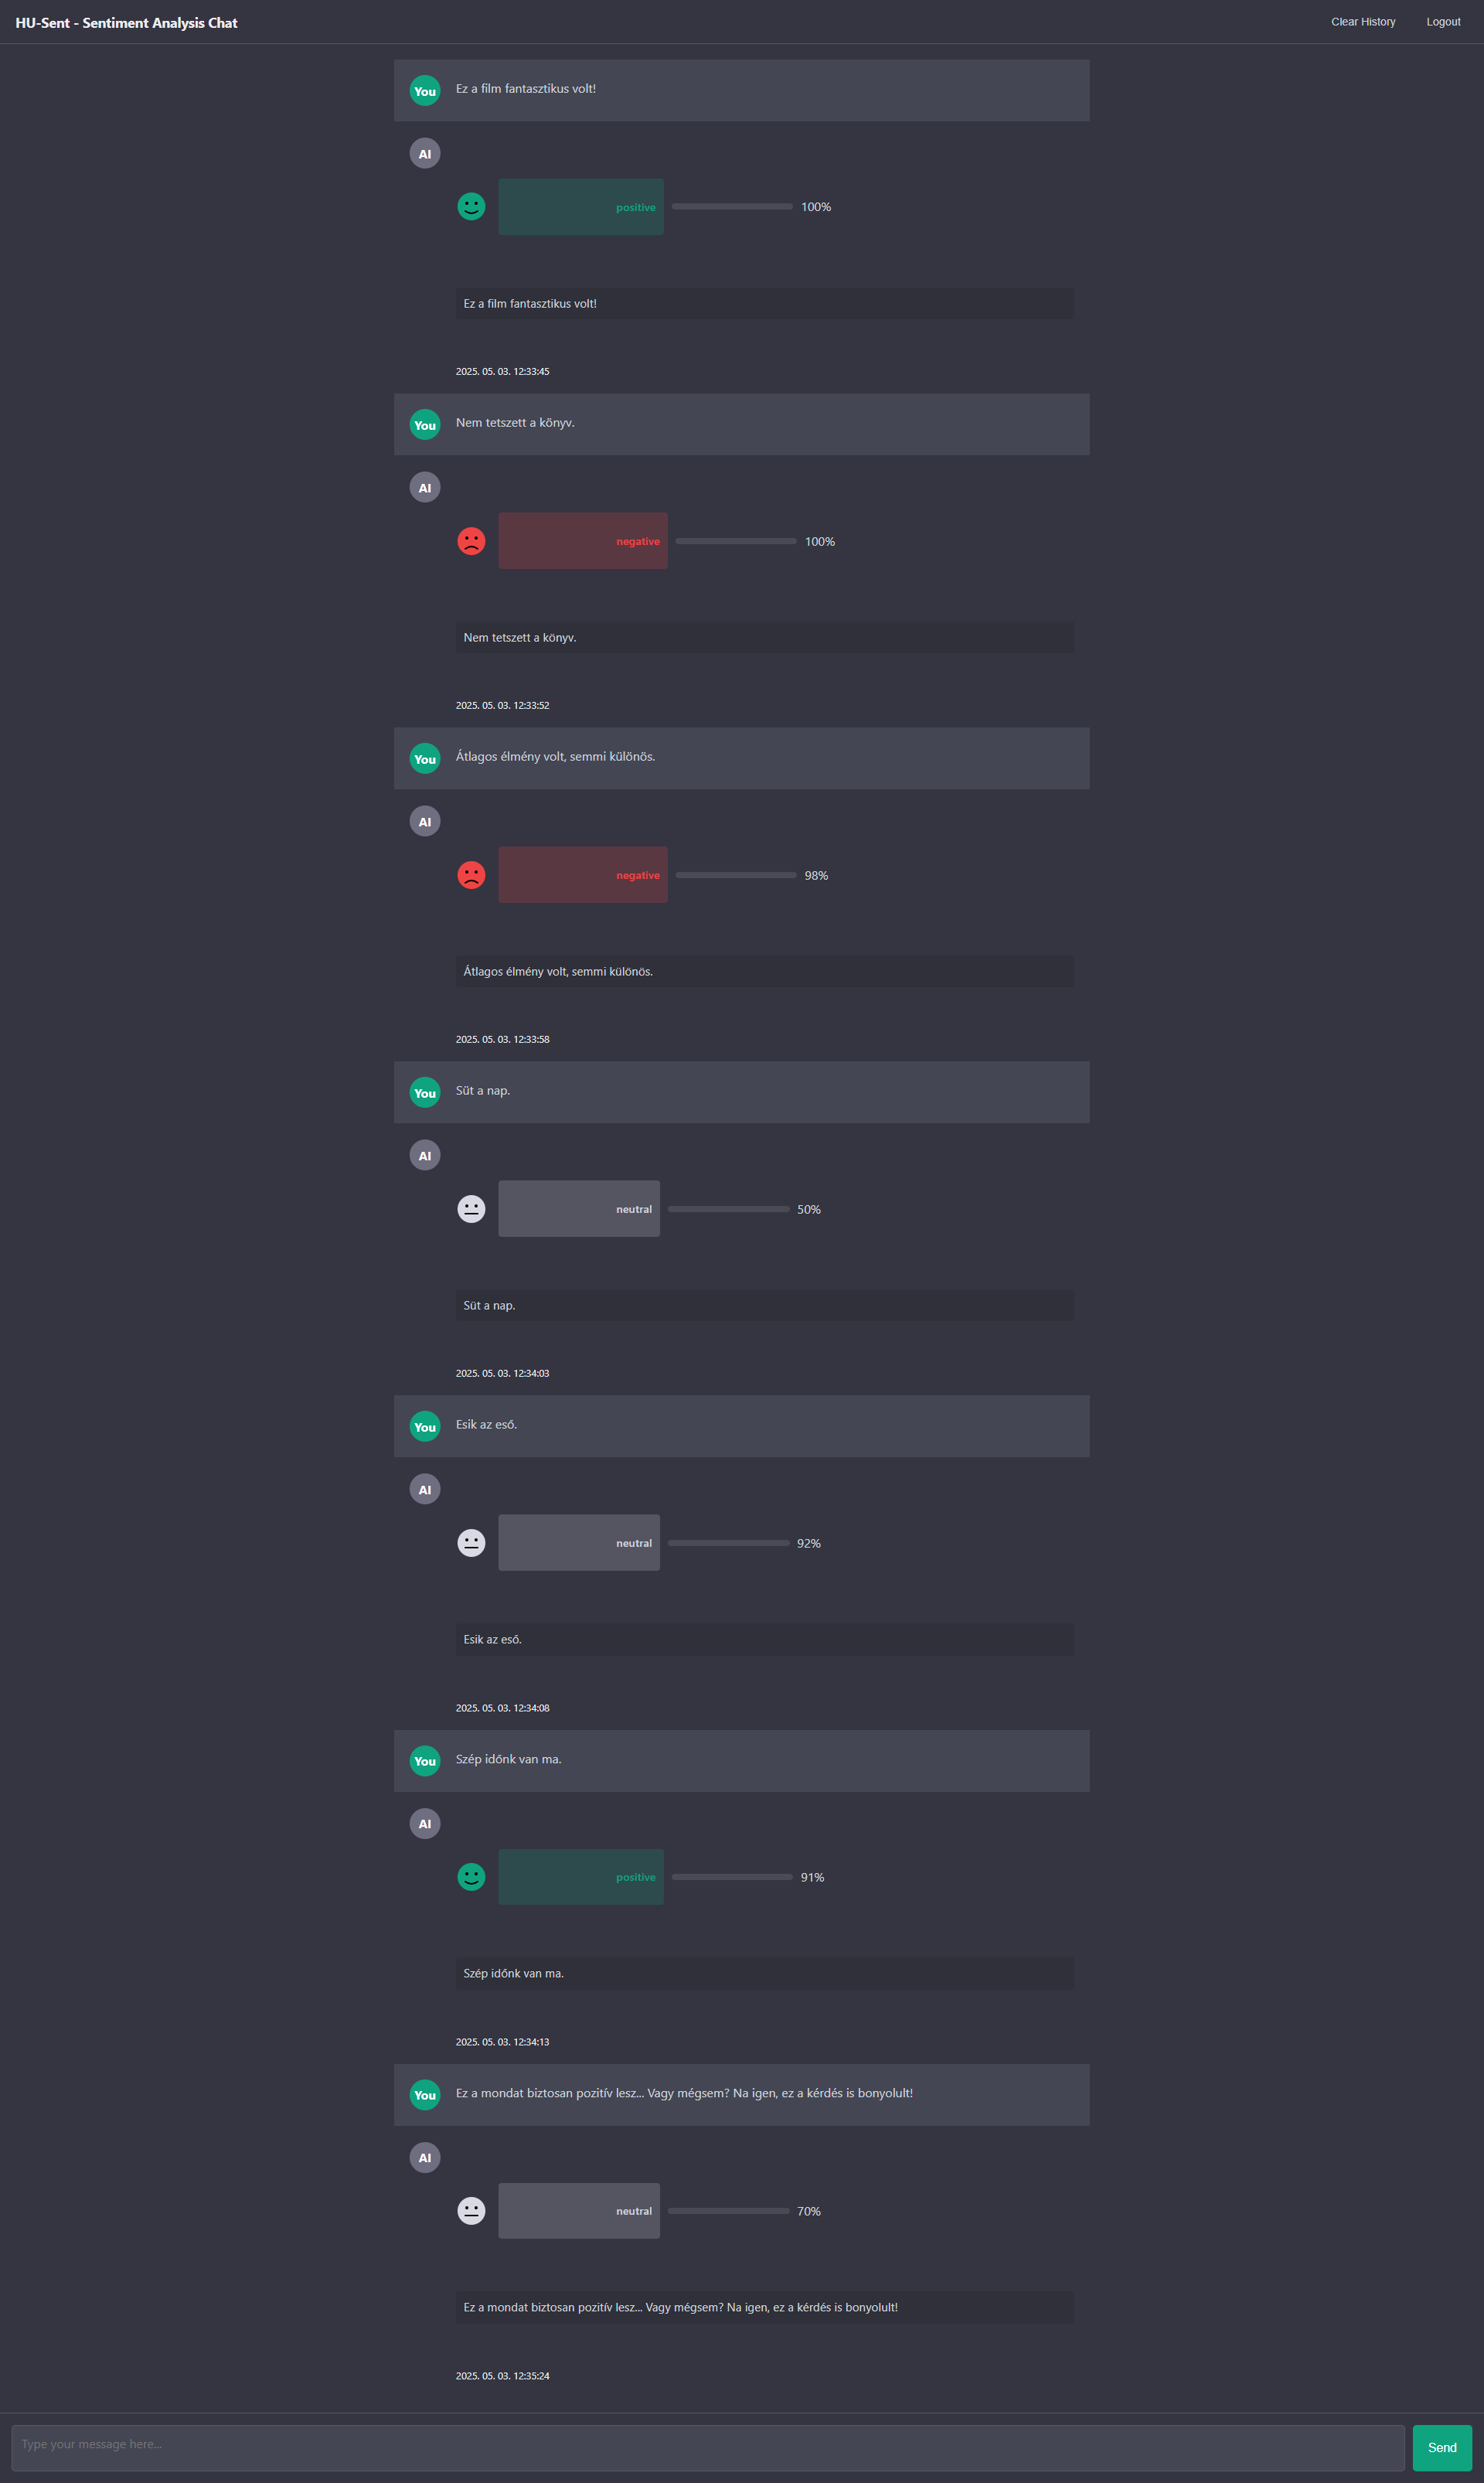 HU-Sent - Sentiment Analysis Chat
Clear History
Logout
You
Ez a film fantasztikus volt!
AI
positive
100%
Ez a film fantasztikus volt!
2025. 05. 03. 12:33:45
You
Nem tetszett a könyv.
AI
negative
100%
Nem tetszett a könyv.
2025. 05. 03. 12:33:52
You
Átlagos élmény volt, semmi különös.
AI
negative
98%
Átlagos élmény volt, semmi különös.
2025. 05. 03. 12:33:58
You
Süt a nap.
AI
neutral
50%
Süt a nap.
2025. 05. 03. 12:34:03
You
Esik az eső.
AI
neutral
92%
Esik az eső.
2025. 05. 03. 12:34:08
You
Szép időnk van ma.
AI
positive
91%
Szép időnk van ma.
2025. 05. 03. 12:34:13
You
Ez a mondat biztosan pozitív lesz... Vagy mégsem? Na igen, ez a kérdés is bonyolult!
AI
neutral
70%
Ez a mondat biztosan pozitív lesz... Vagy mégsem? Na igen, ez a kérdés is bonyolult!
2025. 05. 03. 12:35:24
Type your message here...
Send